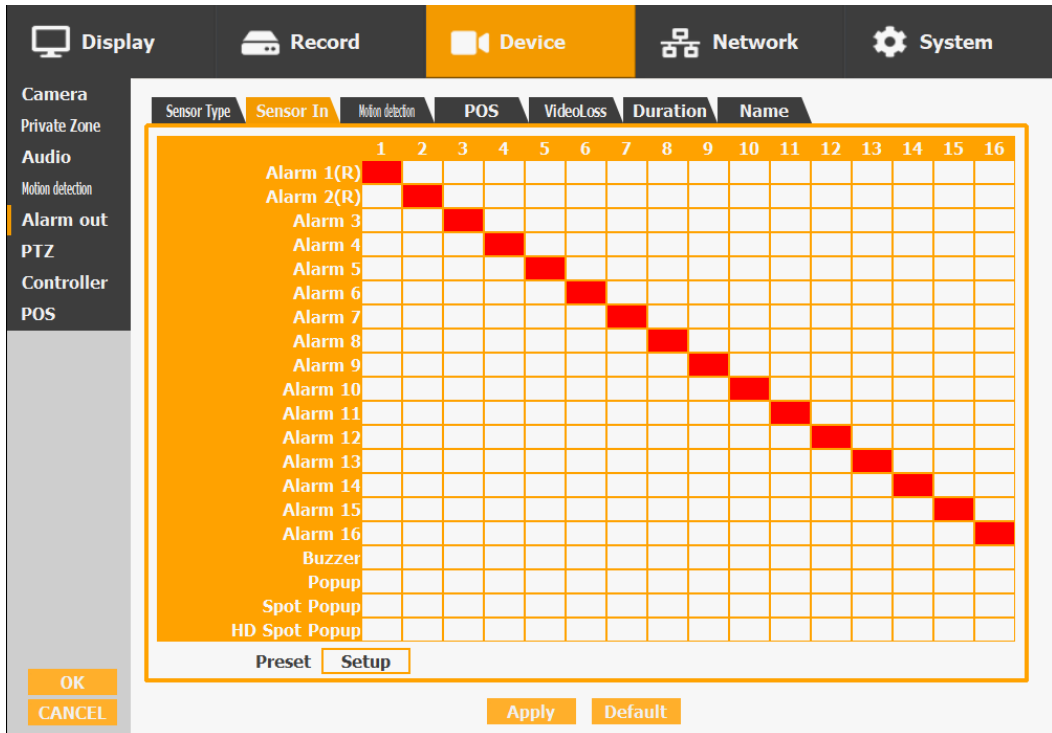 Display Record Device Network System
Camera
Private Zone
Audio
Motion detection
Alarm out
PTZ
Controller
POS
OK
CANCEL
Sensor Type Sensor In Motion detection POS VideoLoss Duration Name
1 2 3 4 5 6 7 8 9 10 11 12 13 14 15 16
Alarm 1(R)
Alarm 2(R)
Alarm 3
Alarm 4
Alarm 5
Alarm 6
Alarm 7
Alarm 8
Alarm 9
Alarm 10
Alarm 11
Alarm 12
Alarm 13
Alarm 14
Alarm 15
Alarm 16
Buzzer
Popup
Spot Popup
HD Spot Popup
Preset Setup
Apply Default